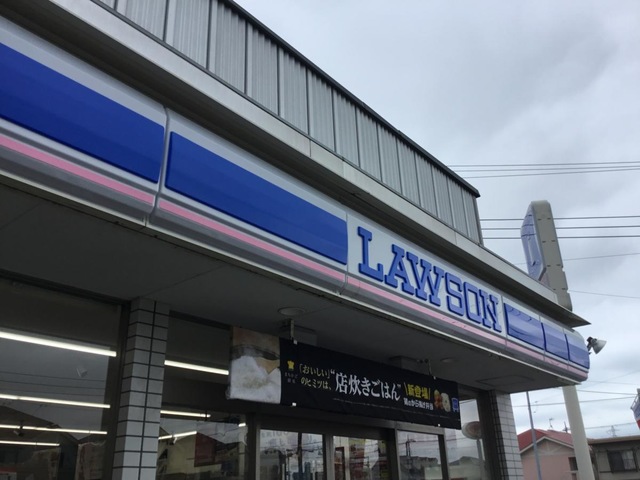 LAWSON
「おいしい！」
のヒミツは、
"店炊きごはん"
新登場！